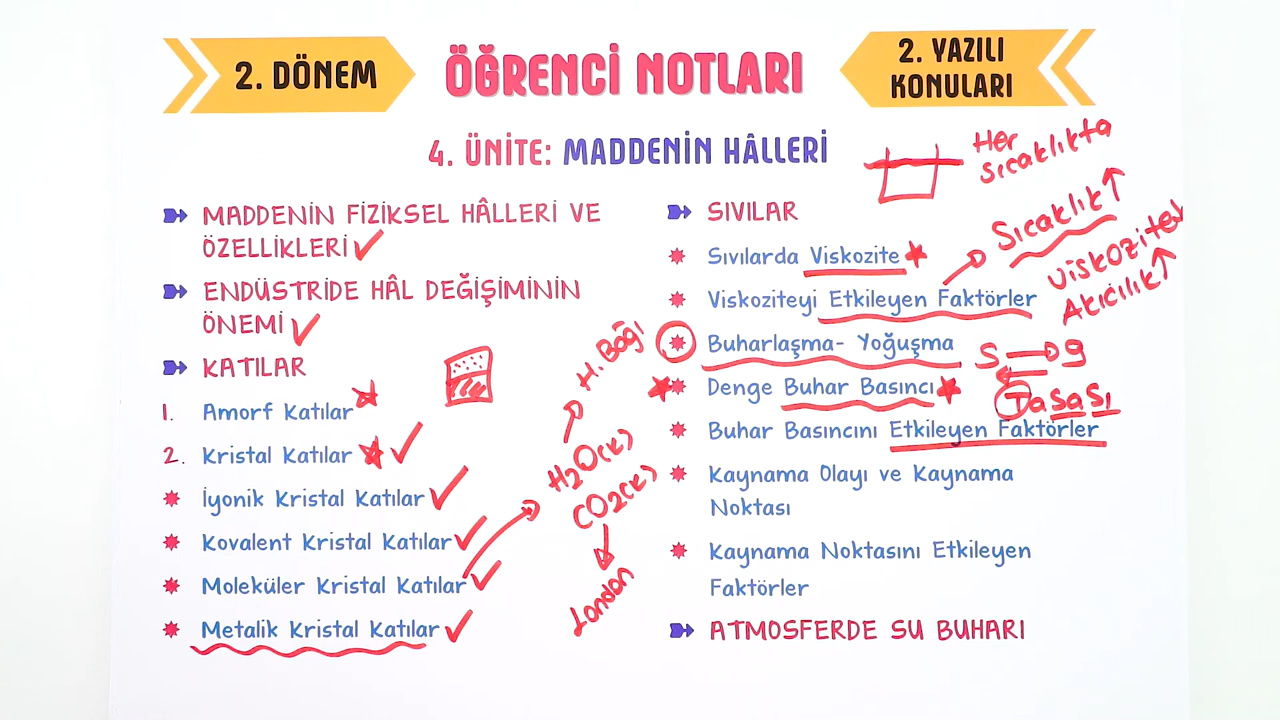 2. DÖNEM
ÖĞRENCİ NOTLARI
2. YAZILI
KONULARI
4. ÜNİTE: MADDENİN HÂLLERİ
MADDENİN FİZİKSEL HÂLLERİ VE
ÖZELLİKLERİ
ENDÜSTRİDE HÂL DEĞİŞİMİNİN
ÖNEMİ
KATILAR
1. Amorf Katılar
2. Kristal Katılar
İyonik Kristal Katılar
Kovalent Kristal Katılar
Moleküler Kristal Katılar
Metalik Kristal Katılar
H. Bağı
H2O(k)
CO2(k)
London
SIVILAR
Sıvılarda Viskozite
Viskoziteyi Etkileyen Faktörler
Buharlaşma- Yoğuşma
Denge Buhar Basıncı
Buhar Basıncını Etkileyen Faktörler
Kaynama Olayı ve Kaynama
Noktası
Kaynama Noktasını Etkileyen
Faktörler
ATMOSFERDE SU BUHARI
Her
Sıcaklıkta
Sıcaklık↑
Akıcılık↑
S g
TaSaSı